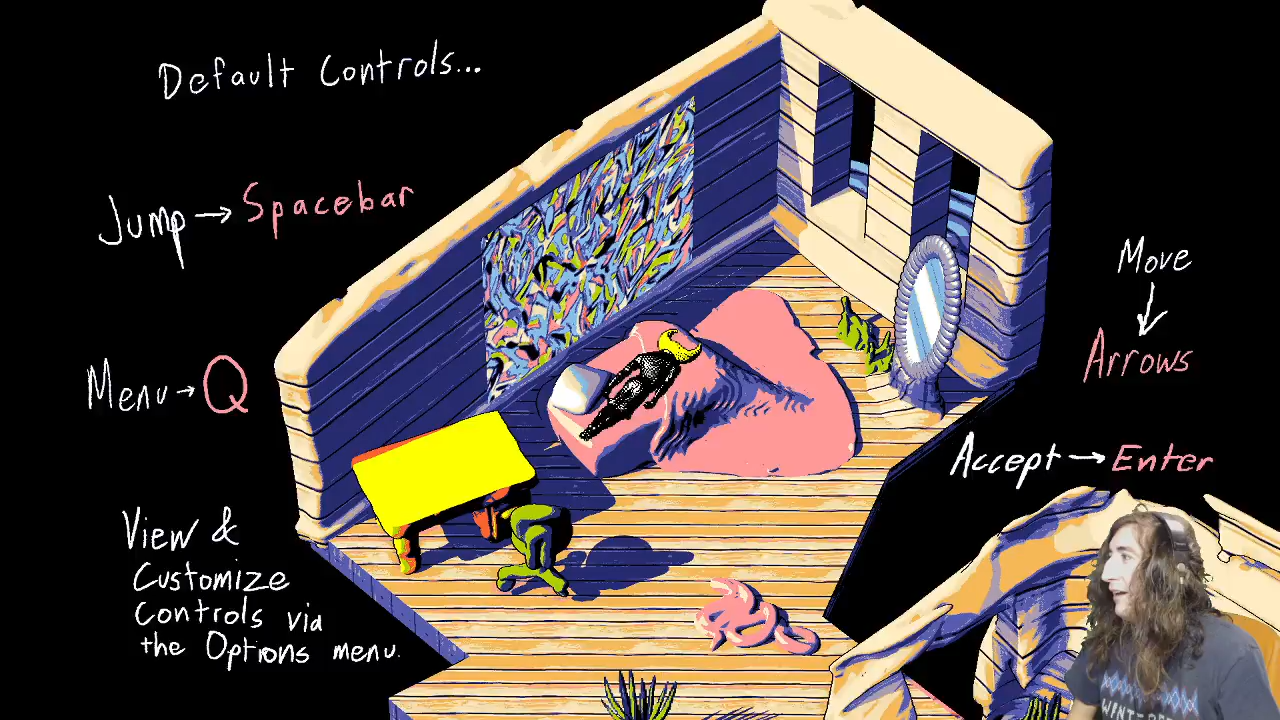 Default Controls...
Jump → Spacebar
Move
↓
Arrows
Menu → Q
Accept → Enter
View &
Customize
Controls via
the Options menu.